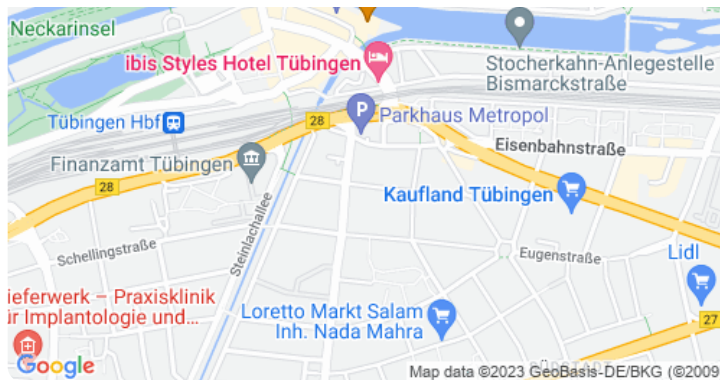 Neckarinsel
ibis Styles Hotel Tübingen
Stocherkahn-Anlegestelle
Bismarckstraße
Tübingen Hbf
28
P
Parkhaus Metropol
Eisenbahnstraße
Finanzamt Tübingen
28
Kaufland Tübingen
Steinlachallee
Schellingstraße
Eugenstraße
Lidl
ieferwerk – Praxisklinik
ür Implantologie und...
Loretto Markt Salam
Inh. Nada Mahra
27
Google
Map data ©2023 GeoBasis-DE/BKG (©2009